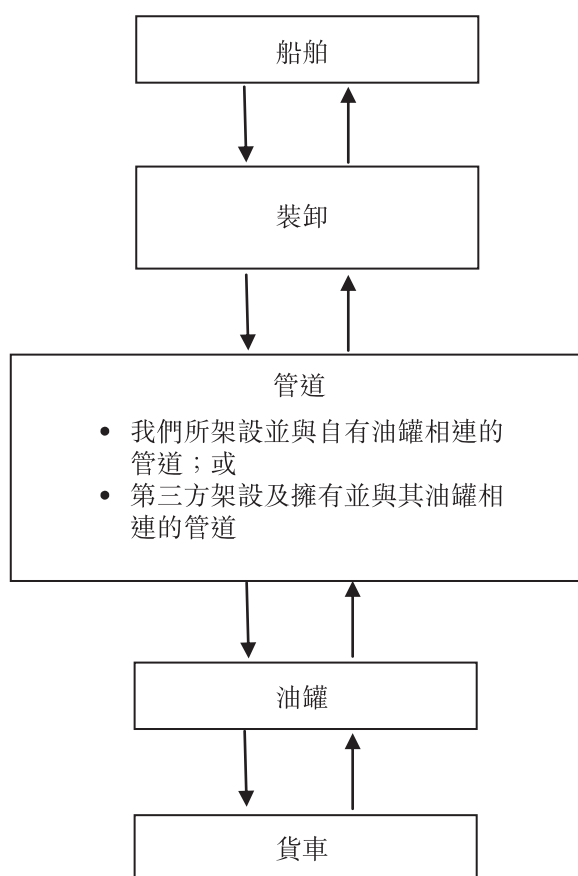 船舶
裝卸
管道
• 我們所架設並與自有油罐相連的
管道；或
• 第三方架設及擁有並與其油罐相
連的管道
油罐
貨車